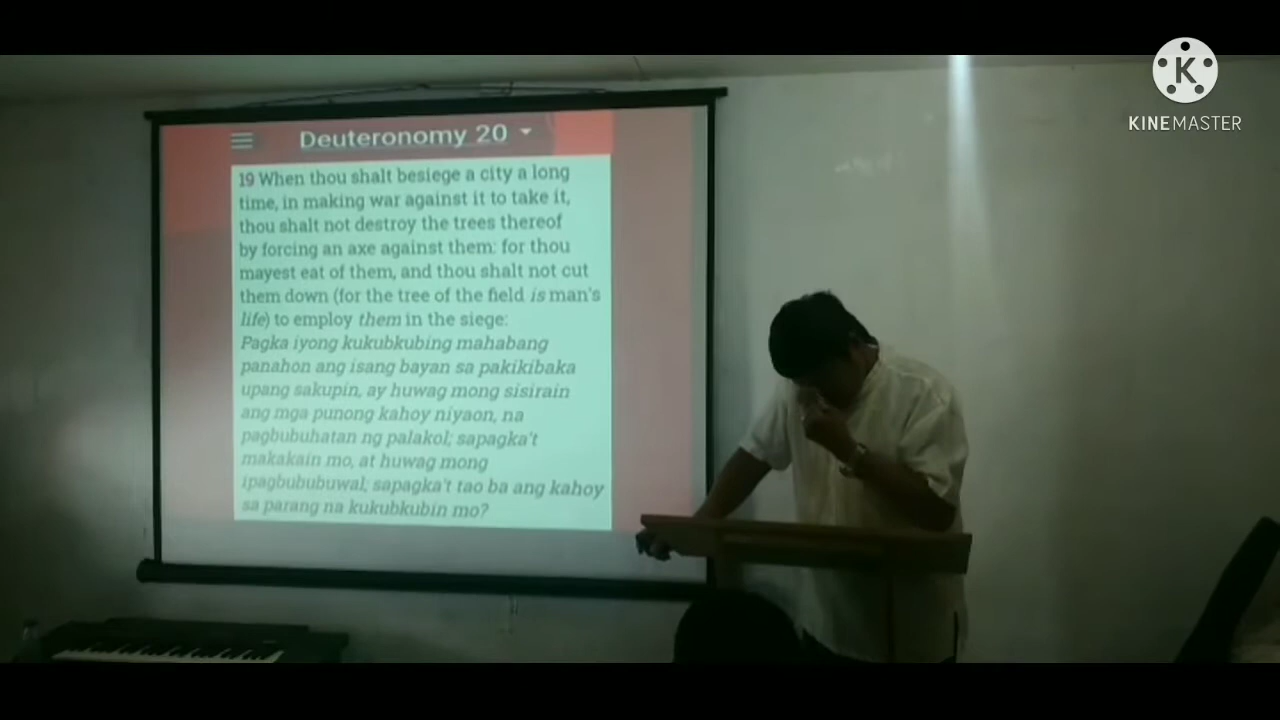 Deuteronomy 20
19 When thou shalt besiege a city a long
time, in making war against it to take it,
thou shalt not destroy the trees thereof
by forcing an axe against them: for thou
mayest eat of them, and thou shalt not cut
them down (for the tree of the field is man's
life) to employ them in the siege:
Pagka iyong kukubkubing mahabang
panahon ang isang bayan sa pakikibaka
upang sakupin, ay huwag mong sisirain
ang mga punong kahoy niyaon, na
pagbubuhatan ng palakol; sapagka't
makakain mo, at huwag mong
ipagbububuwal; sapagka't tao ba ang kahoy
sa parang na kukubkubin mo?
K
KINEMASTER